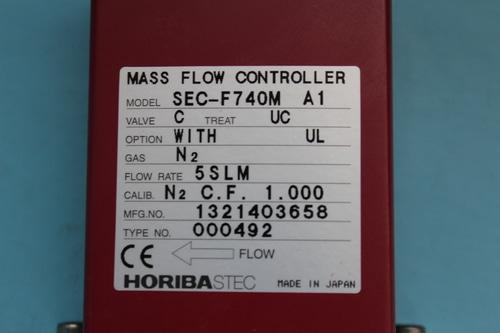 MASS FLOW CONTROLLER
MODEL SEC-F740M A1
VALVE C TREAT UC
OPTION WITH UL
GAS N2
FLOW RATE 5SLM
CALIB. N2 C.F. 1.000
MFG.NO. 1321403658
TYPE NO. 000492
CE FLOW
HORIBASTEC MADE IN JAPAN